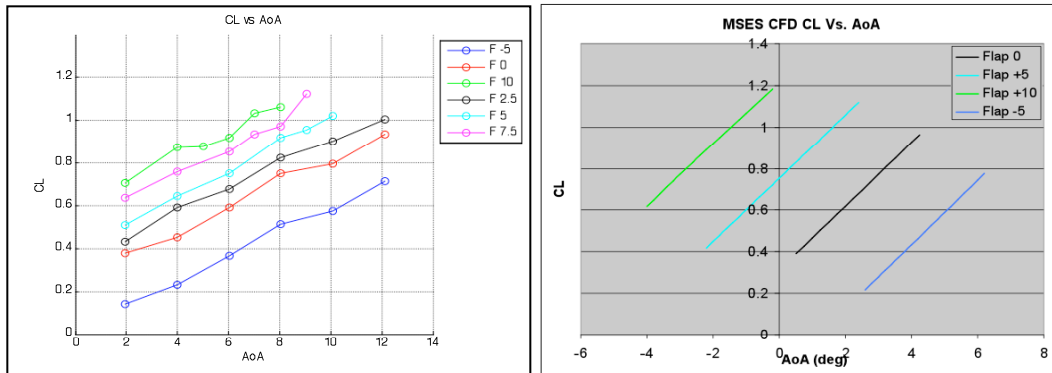 CL vs AoA
1.2
1
0.8
0.6
0.4
0.2
0
CL
0 2 4 6 8 10 12 14
AoA
F -5
F 0
F 10
F 2.5
F 5
F 7.5
MSES CFD CL Vs. AoA
1.4
1.2
1
0.8
0.6
0.4
0.2
0
CL
-6 -4 -2 0 2 4 6 8
AoA (deg)
Flap 0
Flap +5
Flap +10
Flap -5